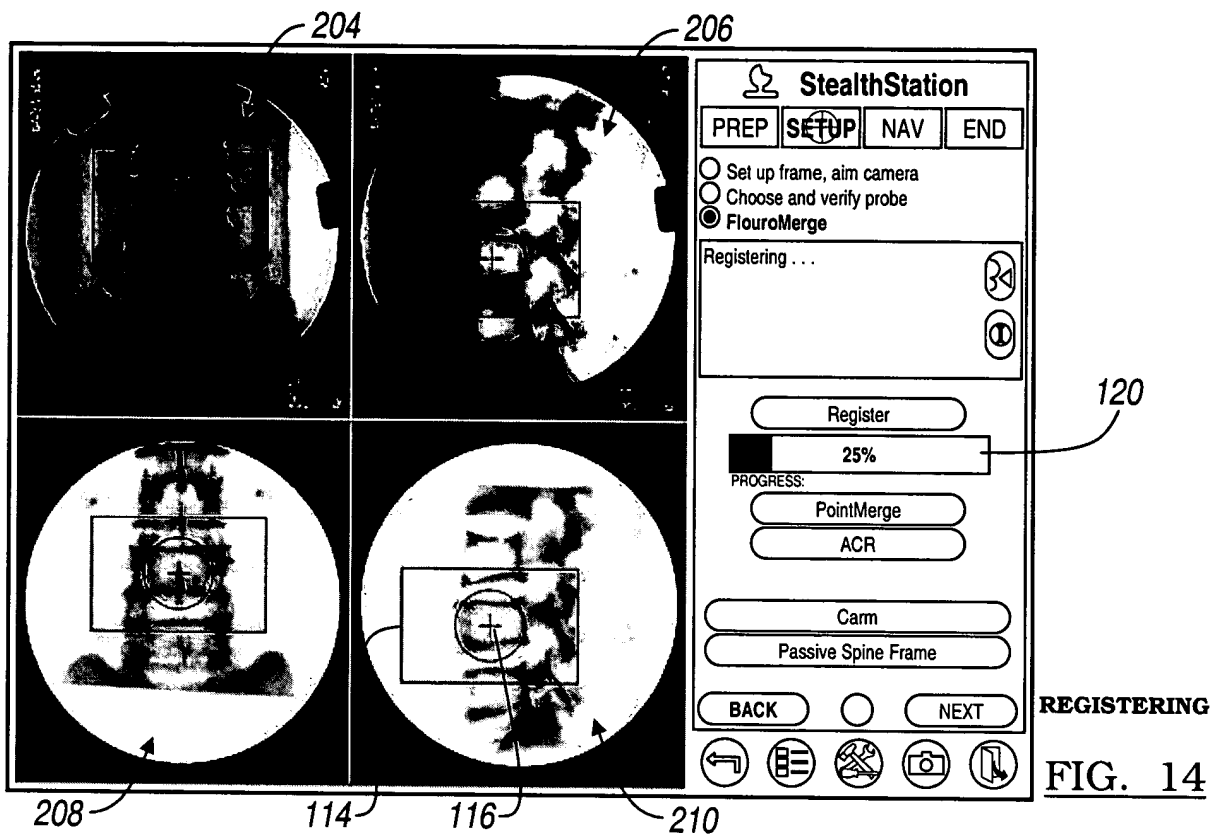 204
206
StealthStation
PREP SETUP NAV END
Set up frame, aim camera
Choose and verify probe
FlouroMerge
Registering . . .
120
Register
25%
PROGRESS:
PointMerge
ACR
Carm
Passive Spine Frame
BACK NEXT
REGISTERING
FIG. 14
208
114
116
210